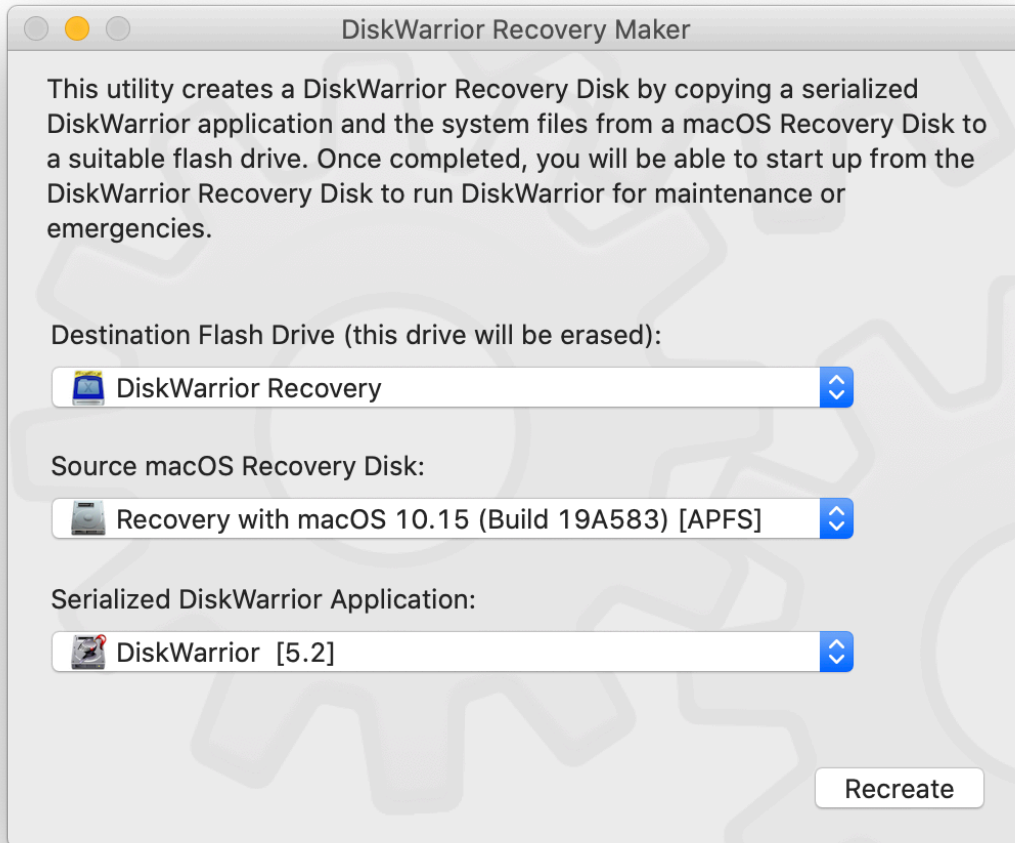 DiskWarrior Recovery Maker
This utility creates a DiskWarrior Recovery Disk by copying a serialized
DiskWarrior application and the system files from a macOS Recovery Disk to
a suitable flash drive. Once completed, you will be able to start up from the
DiskWarrior Recovery Disk to run DiskWarrior for maintenance or
emergencies.
Destination Flash Drive (this drive will be erased):
DiskWarrior Recovery
Source macOS Recovery Disk:
Recovery with macOS 10.15 (Build 19A583) [APFS]
Serialized DiskWarrior Application:
DiskWarrior  [5.2]
Recreate